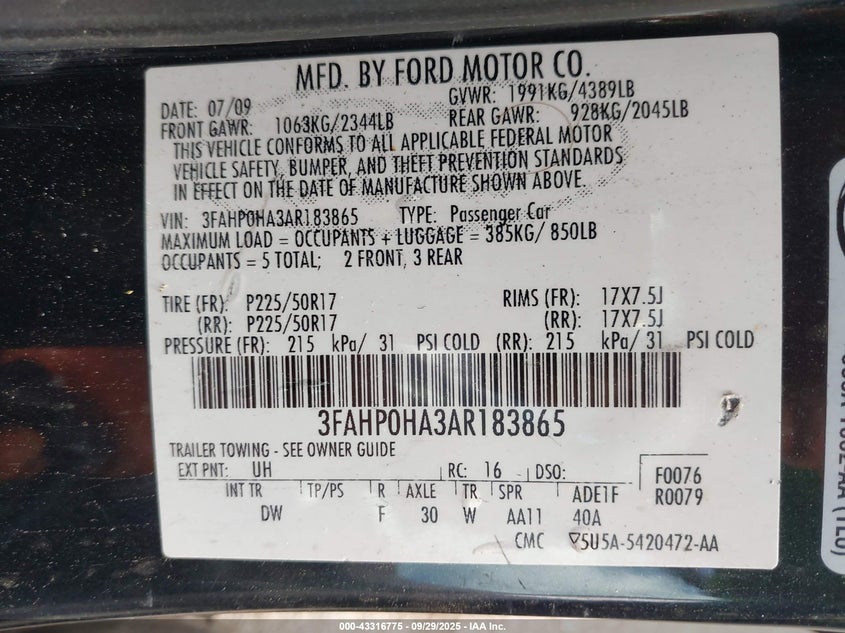 MFD. BY FORD MOTOR CO.
DATE: 07/09 GVWR: 1991KG/4389LB
FRONT GAWR: 1063KG/2344LB REAR GAWR: 928KG/2045LB
THIS VEHICLE CONFORMS TO ALL APPLICABLE FEDERAL MOTOR
VEHICLE SAFETY, BUMPER, AND THEFT PREVENTION STANDARDS
IN EFFECT ON THE DATE OF MANUFACTURE SHOWN ABOVE.
VIN: 3FAHP0HA3AR183865 TYPE: Passenger Car
MAXIMUM LOAD = OCCUPANTS + LUGGAGE = 385KG/ 850LB
OCCUPANTS = 5 TOTAL; 2 FRONT, 3 REAR
TIRE (FR): P225/50R17 RIMS (FR): 17X7.5J
(RR): P225/50R17 (RR): 17X7.5J
PRESSURE (FR): 215 kPa/ 31 PSI COLD (RR): 215 kPa/ 31 PSI COLD
3FAHP0HA3AR183865
TRAILER TOWING - SEE OWNER GUIDE
EXT PNT: UH RC: 16 DSO: F0076
R0079
INT TR TP/PS R AXLE TR SPR ADE1F
DW F 30 W AA11 40A
CMC ▽5U5A-5420472-AA
000-43316775 - 09/29/2025 - IAA Inc.